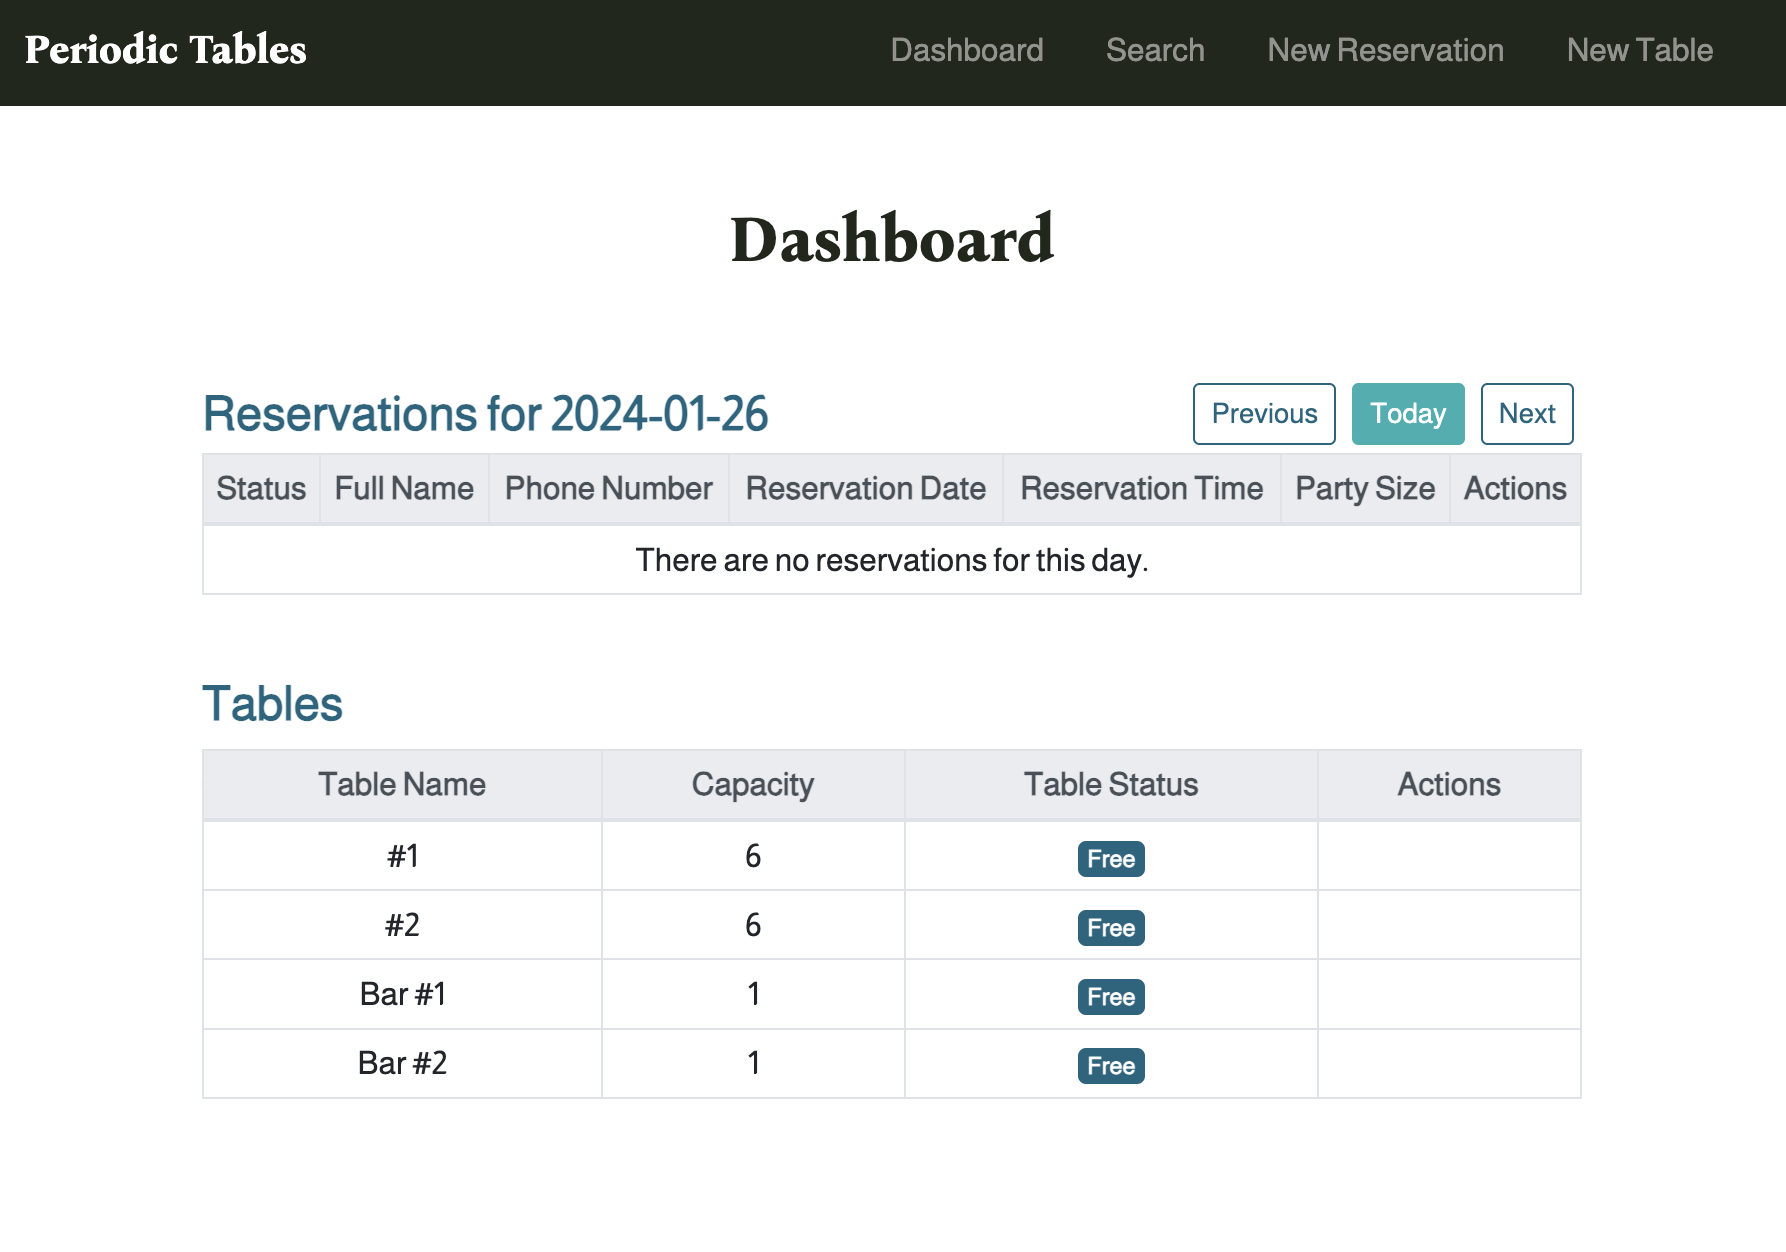 Periodic Tables Dashboard Search New Reservation New Table
Dashboard
Reservations for 2024-01-26 Previous Today Next
Status Full Name Phone Number Reservation Date Reservation Time Party Size Actions
There are no reservations for this day.
Tables
Table Name Capacity Table Status Actions
#1 6 Free
#2 6 Free
Bar #1 1 Free
Bar #2 1 Free